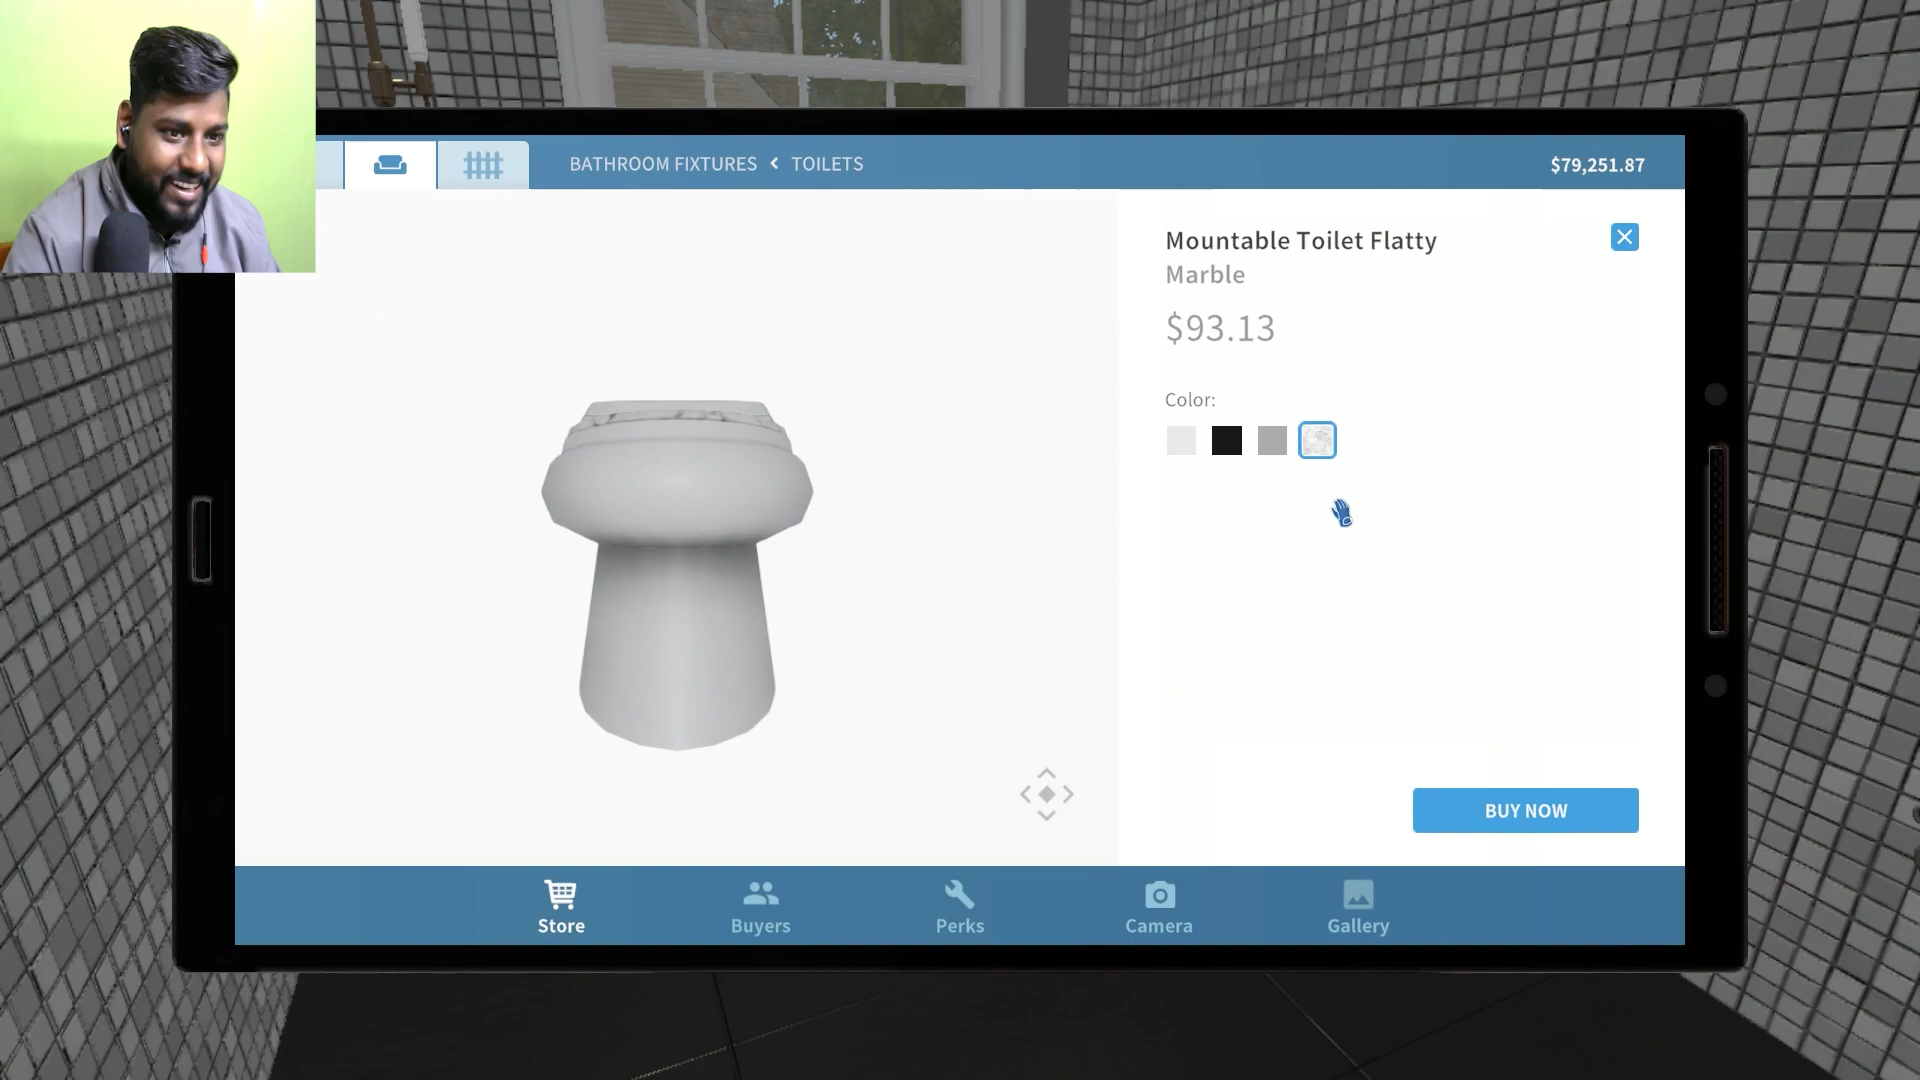 BATHROOM FIXTURES < TOILETS
$79,251.87
Mountable Toilet Flatty
Marble
$93.13
Color:
BUY NOW
Store
Buyers
Perks
Camera
Gallery